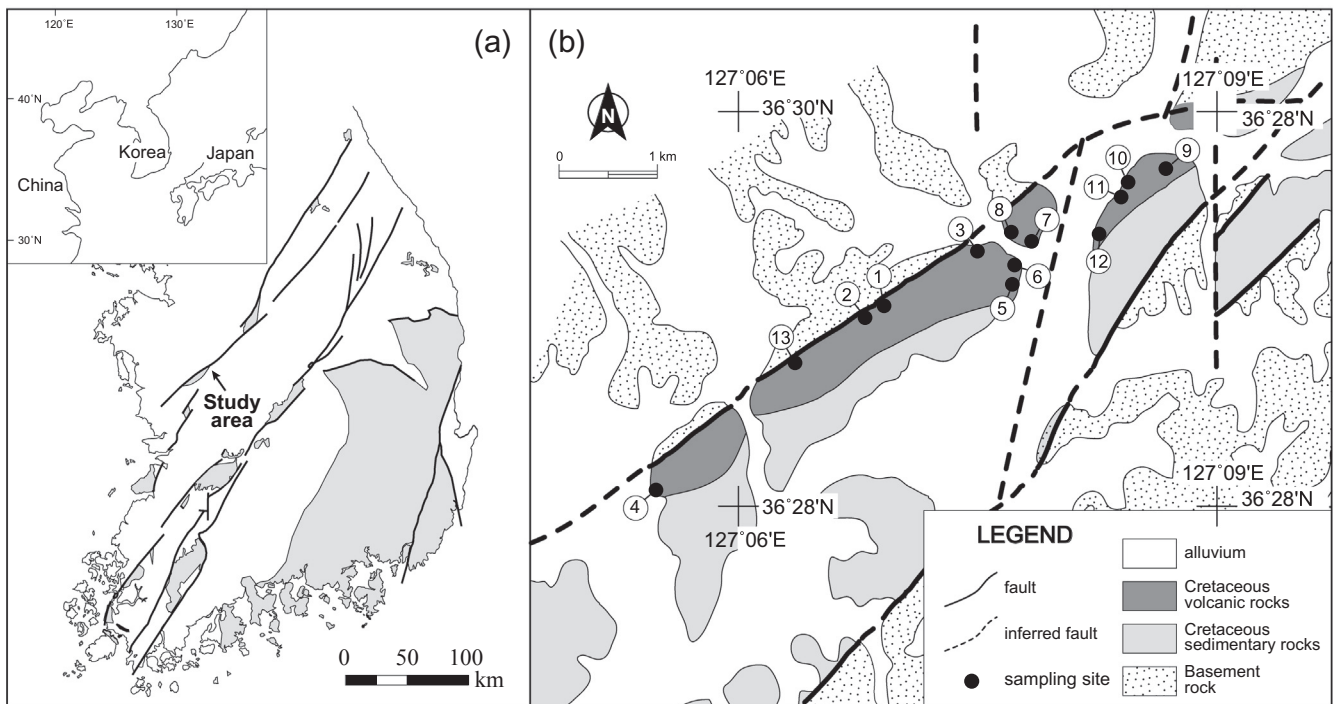 120°E
130°E
40°N
30°N
Korea
Japan
China
(a)
Study
area
0
50
100
km
(b)
N
0
1 km
127°06'E
36°30'N
127°09'E
36°28'N
10
9
11
12
8
7
3
6
5
1
2
13
4
36°28'N
127°06'E
127°09'E
36°28'N
LEGEND
fault
inferred fault
sampling site
alluvium
Cretaceous
volcanic rocks
Cretaceous
sedimentary rocks
Basement
rock